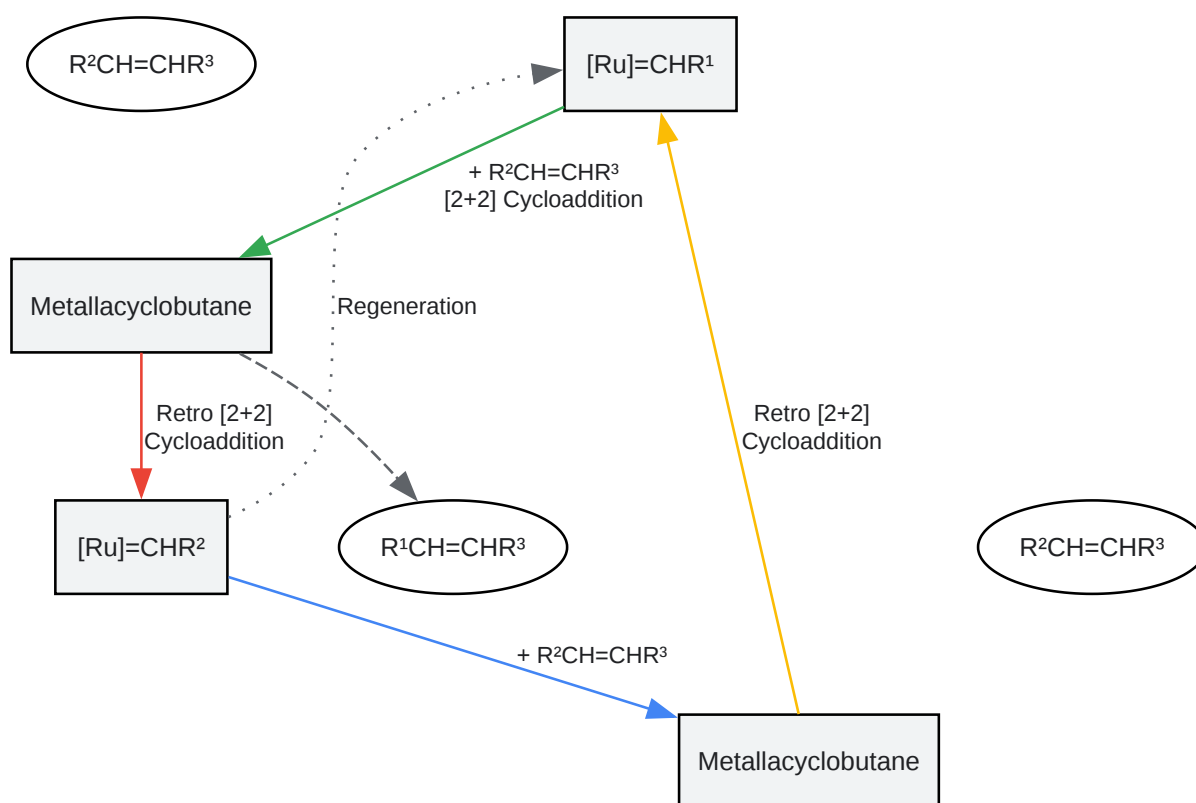 R²CH=CHR³
[Ru]=CHR¹
+ R²CH=CHR³
[2+2] Cycloaddition
Metallacyclobutane
Regeneration
Retro [2+2]
Cycloaddition
Retro [2+2]
Cycloaddition
[Ru]=CHR²
R¹CH=CHR³
R²CH=CHR³
+ R²CH=CHR³
Metallacyclobutane